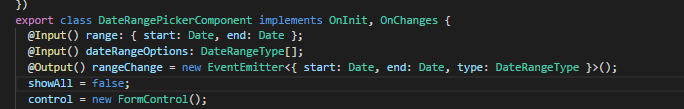 })
export class DateRangePickerComponent implements OnInit, OnChanges {
@Input() range: { start: Date, end: Date };
@Input() dateRangeOptions: DateRangeType[];
@Output() rangeChange = new EventEmitter<{ start: Date, end: Date, type: DateRangeType }>();
showAll = false;
control = new FormControl();